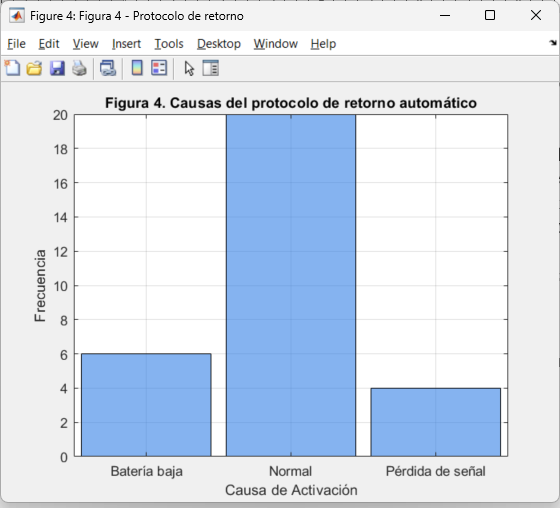 Figure 4: Figura 4 - Protocolo de retorno
File Edit View Insert Tools Desktop Window Help
Figura 4. Causas del protocolo de retorno automático
20
18
16
14
12
10
8
6
4
2
0
Frecuencia
Batería baja Normal Pérdida de señal
Causa de Activación